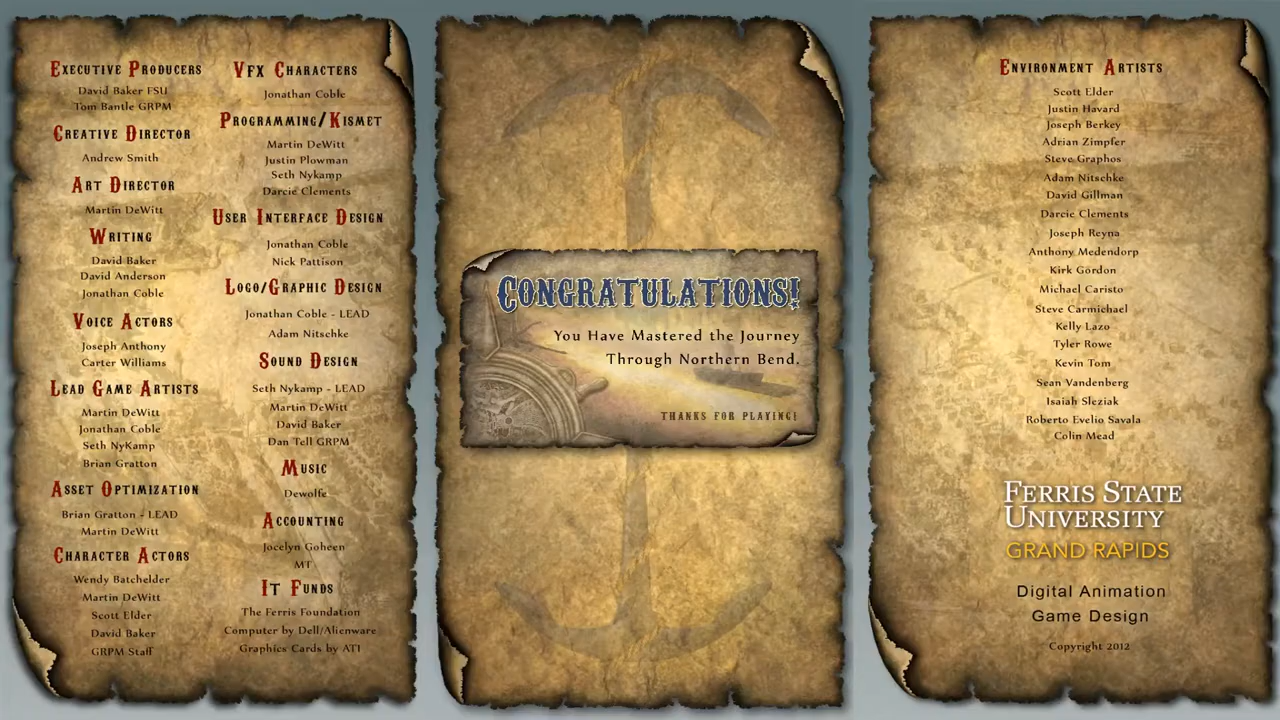 Executive Producers
David Baker FSU
Tom Bantle GRPM
Creative Director
Andrew Smith
Art Director
Martin DeWitt
Writing
David Baker
David Anderson
Jonathan Coble
Voice Actors
Joseph Anthony
Carter Williams
Lead Game Artists
Martin DeWitt
Jonathan Coble
Seth NyKamp
Brian Gratton
Asset Optimization
Brian Gratton - LEAD
Martin DeWitt
Character Actors
Wendy Batchelder
Martin DeWitt
Scott Elder
David Baker
GRPM Staff
Vfx Characters
Jonathan Coble
Programming/Kismet
Martin DeWitt
Justin Plowman
Seth Nykamp
Darcie Clements
User Interface Design
Jonathan Coble
Nick Pattison
Logo/Graphic Design
Jonathan Coble - LEAD
Adam Nitschke
Sound Design
Seth Nykamp - LEAD
Martin DeWitt
David Baker
Dan Tell GRPM
Music
Dewolfe
Accounting
Jocelyn Goheen
MT
It Funds
The Ferris Foundation
Computer by Dell/Alienware
Graphics Cards by ATI
Congratulations!
You Have Mastered the Journey
Through Northern Bend.
THANKS FOR PLAYING!
Environment Artists
Scott Elder
Justin Havard
Joseph Berkey
Adrian Zimpfer
Steve Graphos
Adam Nitschke
David Gillman
Darcie Clements
Joseph Reyna
Anthony Medendorp
Kirk Gordon
Michael Caristo
Steve Carmichael
Kelly Lazo
Tyler Rowe
Kevin Tom
Sean Vandenberg
Isaiah Sleziak
Roberto Evelio Savala
Colin Mead
Ferris State
University
GRAND RAPIDS
Digital Animation
Game Design
Copyright 2012